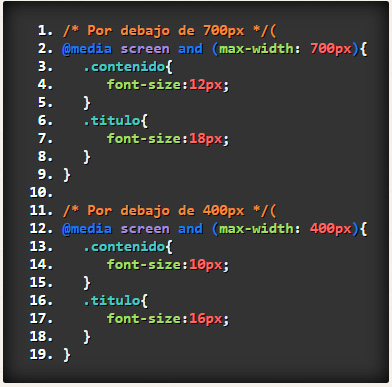 1. /* Por debajo de 700px */(
2. @media screen and (max-width: 700px){
3. .contenido{
4. font-size:12px;
5. }
6. .titulo{
7. font-size:18px;
8. }
9. }
10.
11. /* Por debajo de 400px */(
12. @media screen and (max-width: 400px){
13. .contenido{
14. font-size:10px;
15. }
16. .titulo{
17. font-size:16px;
18. }
19. }